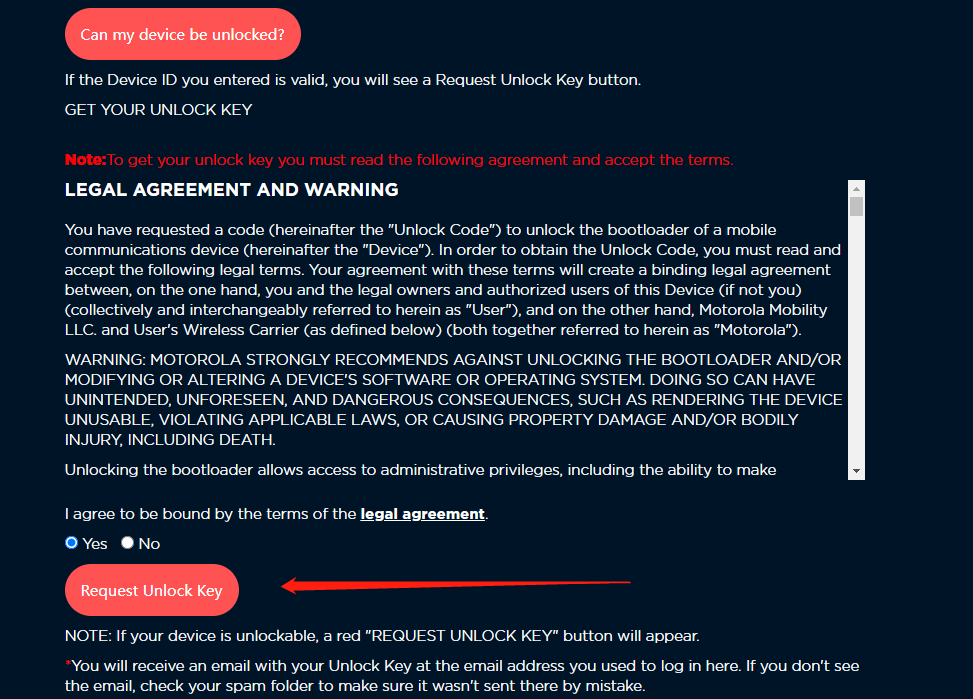 Can my device be unlocked?
If the Device ID you entered is valid, you will see a Request Unlock Key button.
GET YOUR UNLOCK KEY
Note:To get your unlock key you must read the following agreement and accept the terms.
LEGAL AGREEMENT AND WARNING
You have requested a code (hereinafter the "Unlock Code") to unlock the bootloader of a mobile
communications device (hereinafter the "Device"). In order to obtain the Unlock Code, you must read and
accept the following legal terms. Your agreement with these terms will create a binding legal agreement
between, on the one hand, you and the legal owners and authorized users of this Device (if not you)
(collectively and interchangeably referred to herein as "User"), and on the other hand, Motorola Mobility
LLC. and User's Wireless Carrier (as defined below) (both together referred to herein as "Motorola").
WARNING: MOTOROLA STRONGLY RECOMMENDS AGAINST UNLOCKING THE BOOTLOADER AND/OR
MODIFYING OR ALTERING A DEVICE'S SOFTWARE OR OPERATING SYSTEM. DOING SO CAN HAVE
UNINTENDED, UNFORESEEN, AND DANGEROUS CONSEQUENCES, SUCH AS RENDERING THE DEVICE
UNUSABLE, VIOLATING APPLICABLE LAWS, OR CAUSING PROPERTY DAMAGE AND/OR BODILY
INJURY, INCLUDING DEATH.
Unlocking the bootloader allows access to administrative privileges, including the ability to make
I agree to be bound by the terms of the legal agreement.
Yes No
Request Unlock Key
NOTE: If your device is unlockable, a red "REQUEST UNLOCK KEY" button will appear.
*You will receive an email with your Unlock Key at the email address you used to log in here. If you don't see
the email, check your spam folder to make sure it wasn't sent there by mistake.